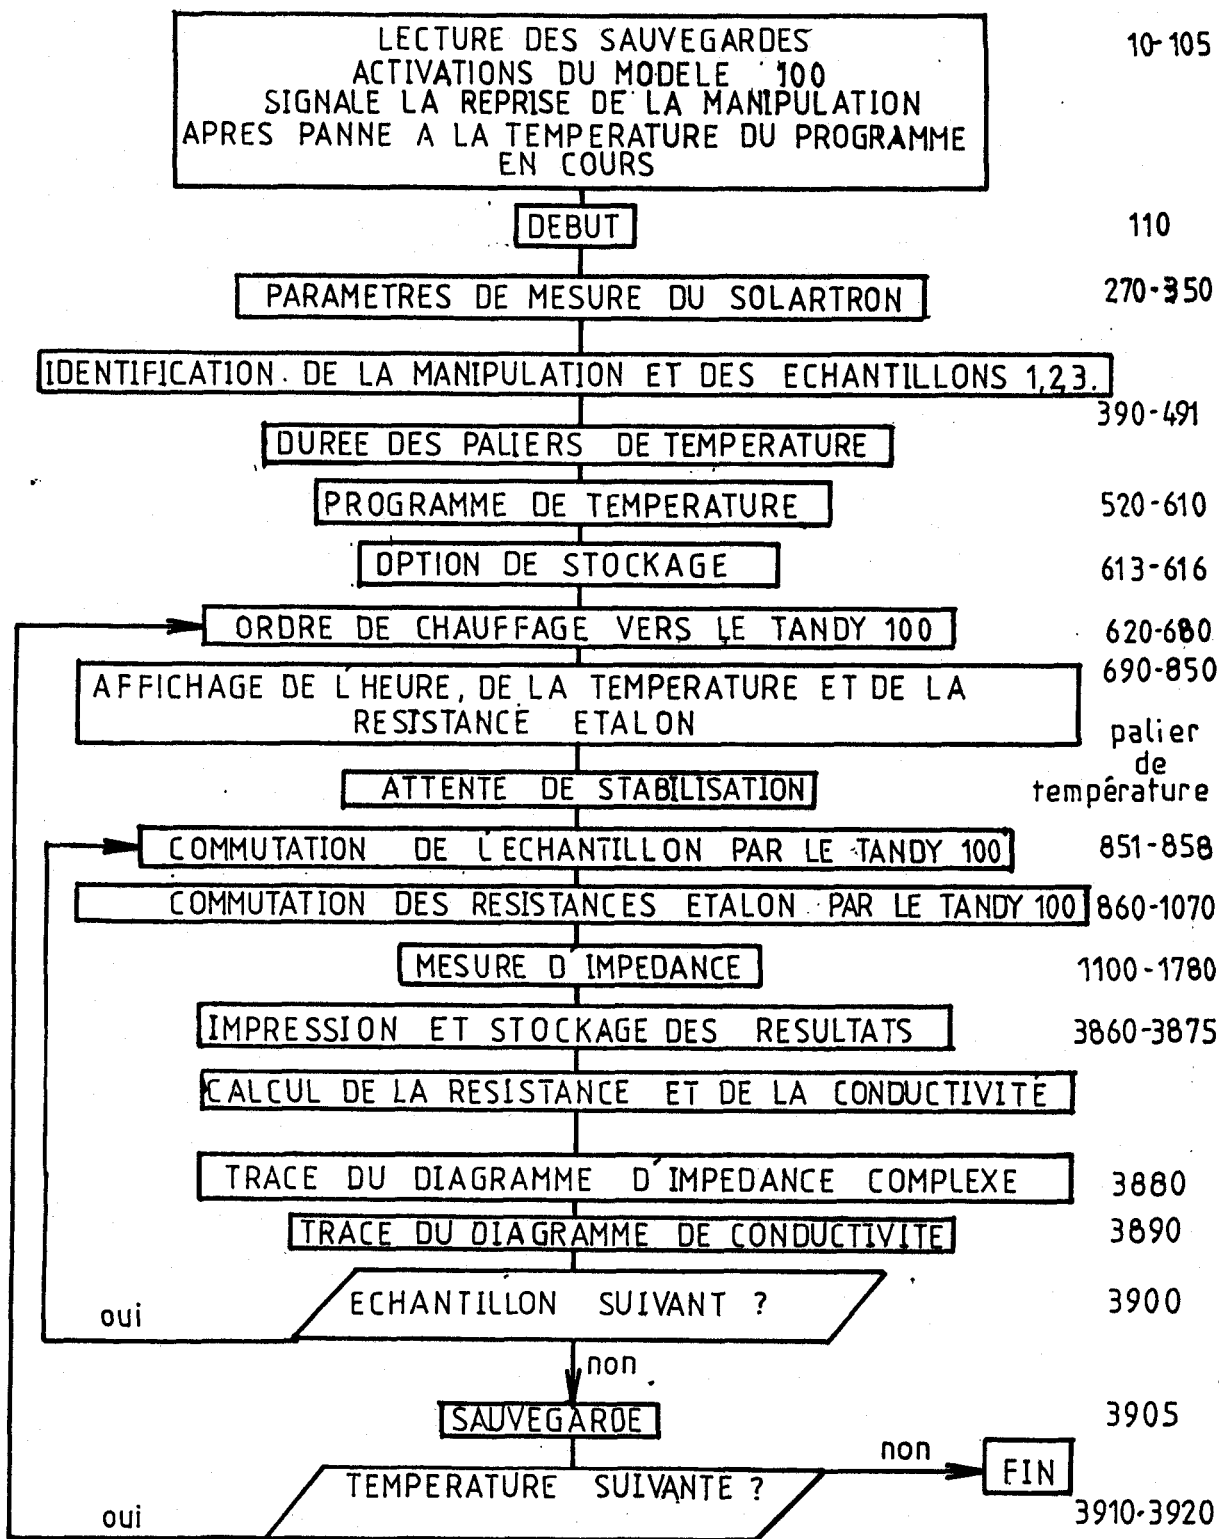 LECTURE DES SAUVEGARDES
10-105
ACTIVATIONS DU MODELE 100
SIGNALE LA REPRISE DE LA MANIPULATION
APRES PANNE A LA TEMPERATURE DU PROGRAMME
EN COURS
DEBUT
110
PARAMETRES DE MESURE DU SOLARTRON
270-350
IDENTIFICATION DE LA MANIPULATION ET DES ECHANTILLONS 1,2,3.
390-491
DUREE DES PALIERS DE TEMPERATURE
PROGRAMME DE TEMPERATURE
520-610
OPTION DE STOCKAGE
613-616
ORDRE DE CHAUFFAGE VERS LE TANDY 100
620-680
690-850
AFFICHAGE DE L'HEURE, DE LA TEMPERATURE ET DE LA
RESISTANCE ETALON
palier
de
température
ATTENTE DE STABILISATION
COMMUTATION DE L'ECHANTILLON PAR LE TANDY 100
851-858
COMMUTATION DES RESISTANCES ETALON PAR LE TANDY 100
860-1070
MESURE D'IMPEDANCE
1100-1780
IMPRESSION ET STOCKAGE DES RESULTATS
3860-3875
CALCUL DE LA RESISTANCE ET DE LA CONDUCTIVITÉ
TRACE DU DIAGRAMME D'IMPEDANCE COMPLEXE
3880
TRACE DU DIAGRAMME DE CONDUCTIVITE
3890
ECHANTILLON SUIVANT ?
3900
oui
non
SAUVEGARDE
3905
non
FIN
TEMPERATURE SUIVANTE ?
3910-3920
oui